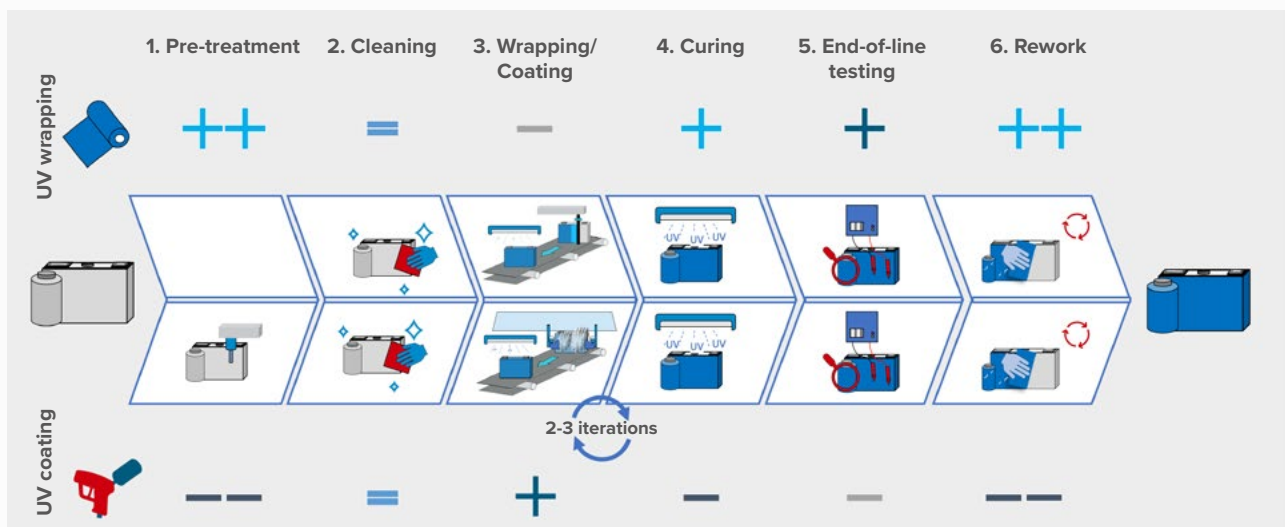 1. Pre-treatment
2. Cleaning
3. Wrapping/
Coating
4. Curing
5. End-of-line
testing
6. Rework
UV wrapping
UV UV UV
UV UV
2-3 iterations
UV coating